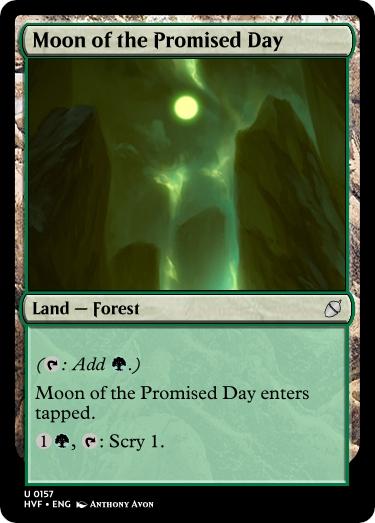 Moon of the Promised Day
Land — Forest
(: Add .)
Moon of the Promised Day enters
tapped.
1, : Scry 1.
U 0157
HVF • ENG Anthony Avon